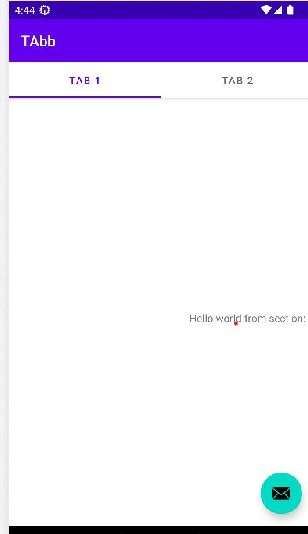 4:44
TAbb
TAB 1
TAB 2
Hello world from section: